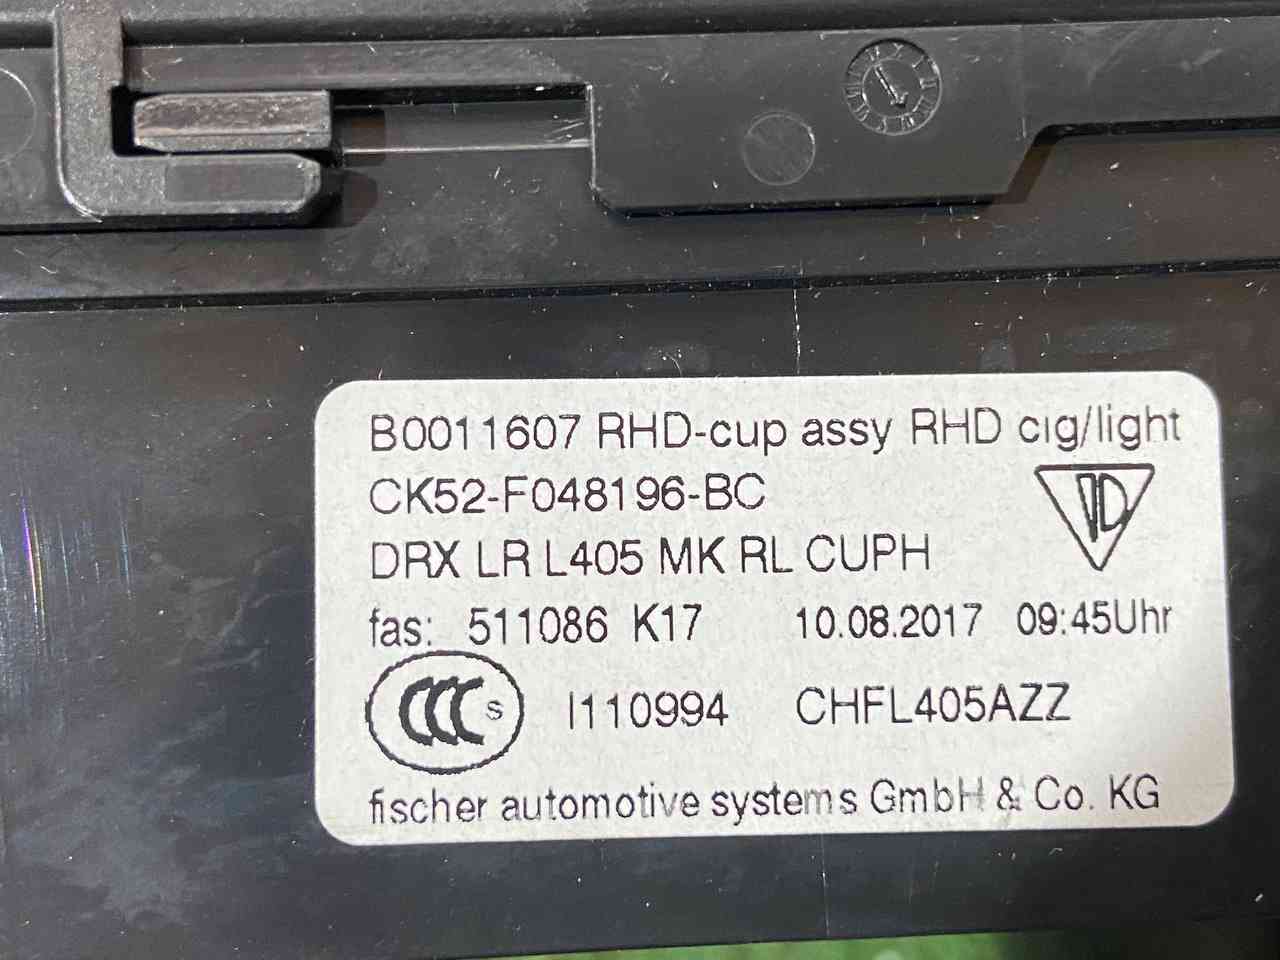 B0011607 RHD-cup assy RHD cig/light
CK52-F048196-BC
DRX LR L405 MK RL CUPH
fas: 511086 K17 10.08.2017 09:45Uhr
CCC S I110994 CHFL405AZZ
fischer automotive systems GmbH & Co. KG